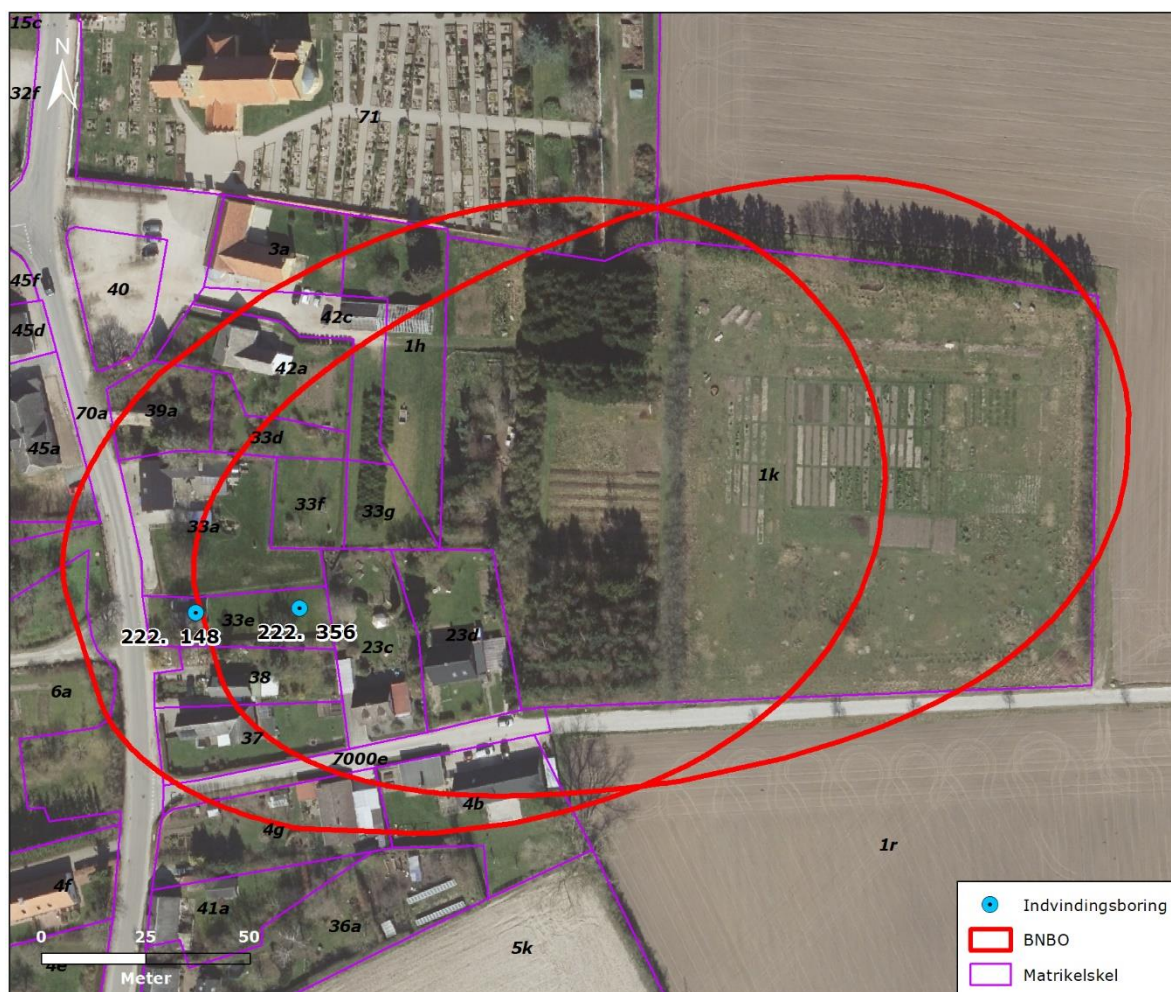 15c
N
32f
71
3a
45f
40
42c
45d
1h
42a
70a
39a
33d
45a
1k
33f
33g
33a
33e
222. 148
222. 356
23c
23d
38
6a
37
7000e
4b
4g
1r
4f
41a
36a
0 25 50
Meter
4e
5k
Indvindingsboring
BNBO
Matrikelskel